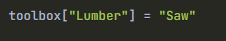 toolbox["Lumber"] = "Saw"